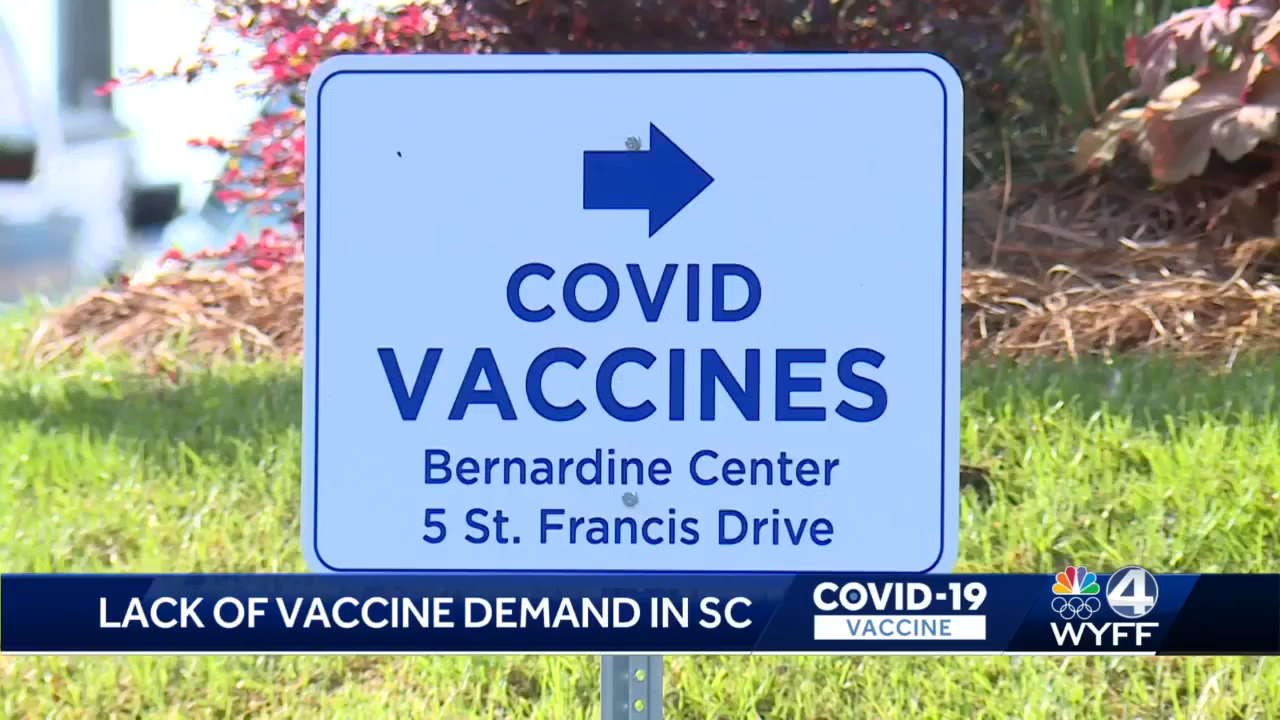 COVID
VACCINES
Bernardine Center
5 St. Francis Drive
LACK OF VACCINE DEMAND IN SC
COVID-19
VACCINE
4
WYFF